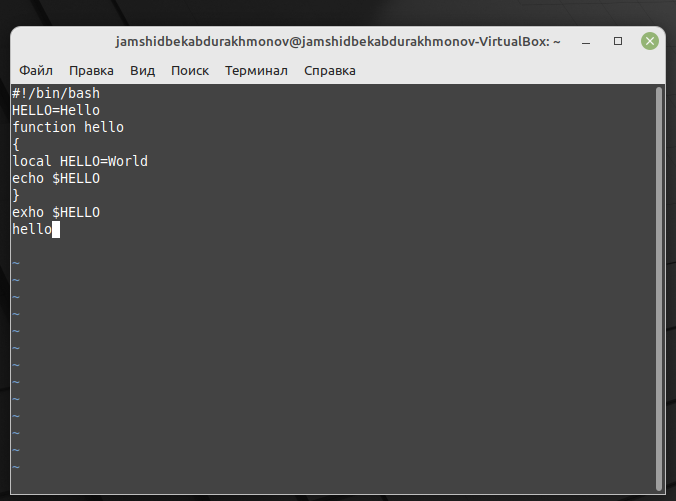 jamshidbekabdurakhmonov@jamshidbekabdurakhmonov-VirtualBox: ~
Файл Правка Вид Поиск Терминал Справка
#!/bin/bash
HELLO=Hello
function hello
{
local HELLO=World
echo $HELLO
}
exho $HELLO
hello
~
~
~
~
~
~
~
~
~
~
~
~
~